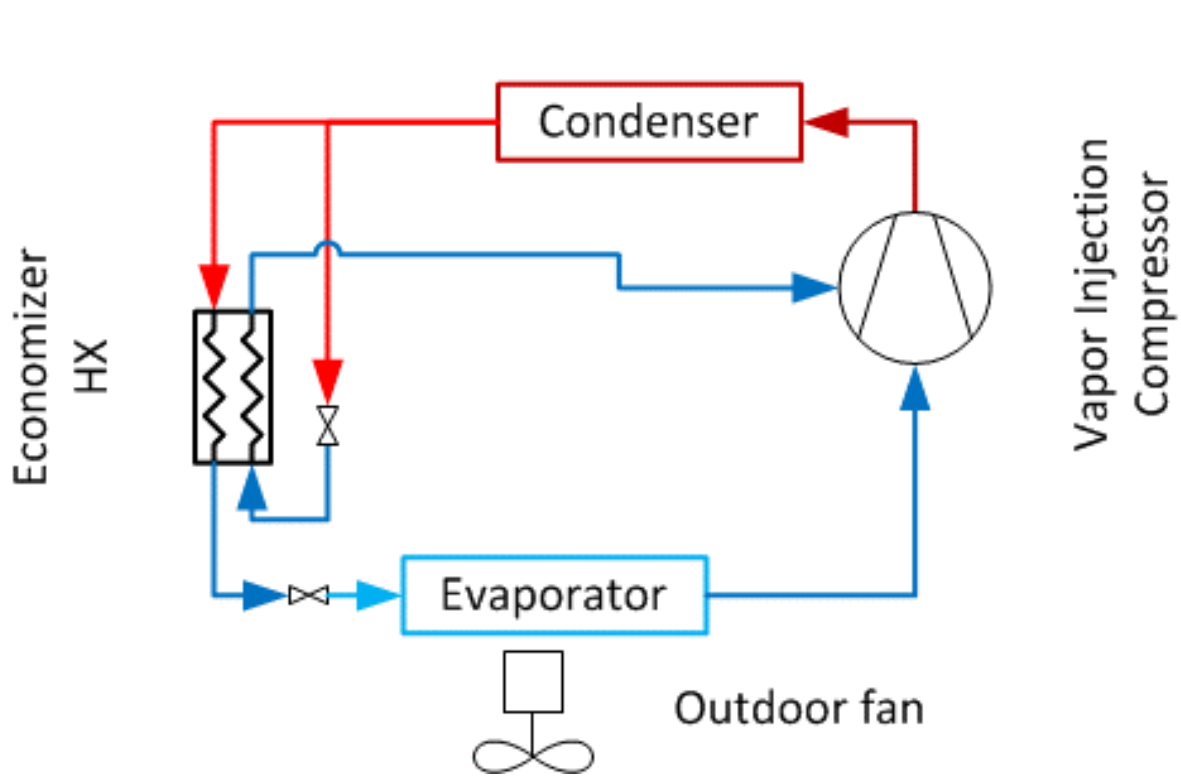 Condenser
Vapor Injection
Compressor
Economizer
HX
Evaporator
Outdoor fan